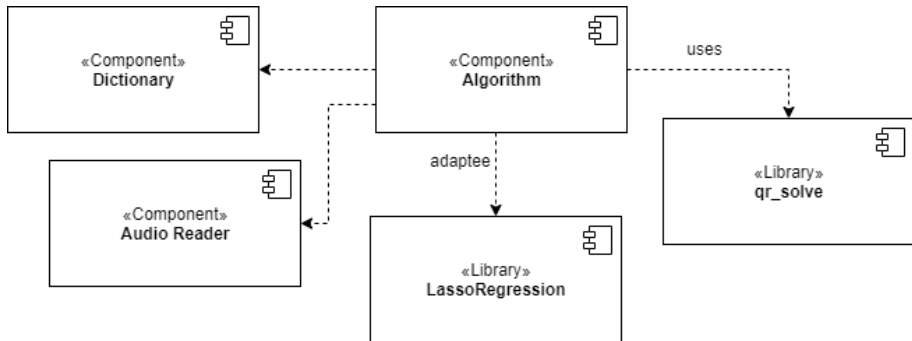 «Component»
Dictionary
«Component»
Algorithm
uses
«Library»
qr_solve
adaptee
«Component»
Audio Reader
«Library»
LassoRegression